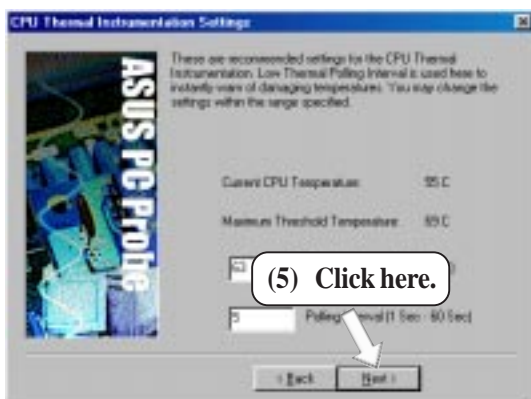 CPU Thermal Instrumentation Settings
ASUS PC Probe
These are recommended settings for the CPU Thermal
Instrumentation. Low Thermal Polling Interval is used here to
instantly warn of damaging temperatures. You may change the
settings within the range specified.
Current CPU Temperature
55 C
Maximum Threshold Temperature
69 C
(5) Click here.
5
Polling Interval (1 Sec - 60 Sec)
< Back
Next >